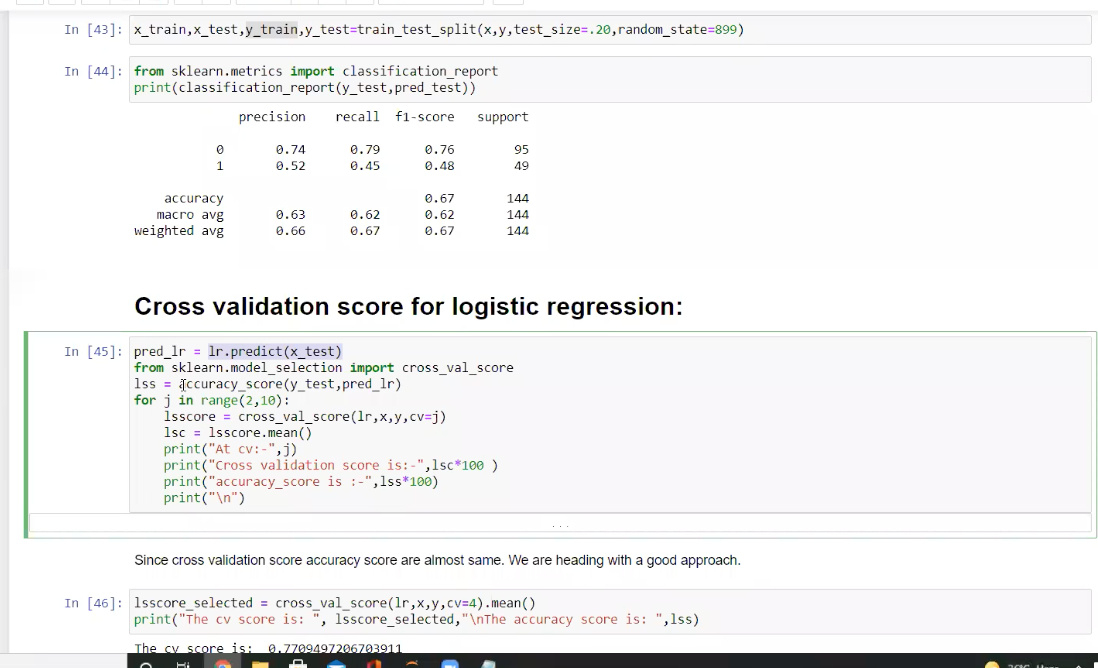 In [43]: x_train,x_test,y_train,y_test=train_test_split(x,y,test_size=.20,random_state=899)
In [44]: from sklearn.metrics import classification_report
print(classification_report(y_test,pred_test))
precision recall f1-score support
0 0.74 0.79 0.76 95
1 0.52 0.45 0.48 49
accuracy 0.67 144
macro avg 0.63 0.62 0.62 144
weighted avg 0.66 0.67 0.67 144
Cross validation score for logistic regression:
In [45]: pred_lr = lr.predict(x_test)
from sklearn.model_selection import cross_val_score
lss = accuracy_score(y_test,pred_lr)
for j in range(2,10):
lsscore = cross_val_score(lr,x,y,cv=j)
lsc = lsscore.mean()
print("At cv:-",j)
print("Cross validation score is:-",lsc*100 )
print("accuracy_score is :-",lss*100)
print("\n")
...
Since cross validation score accuracy score are almost same. We are heading with a good approach.
In [46]: lsscore_selected = cross_val_score(lr,x,y,cv=4).mean()
print("The cv score is: ", lsscore_selected,"\nThe accuracy score is: ",lss)
The cv score is: 0.7709497206703911